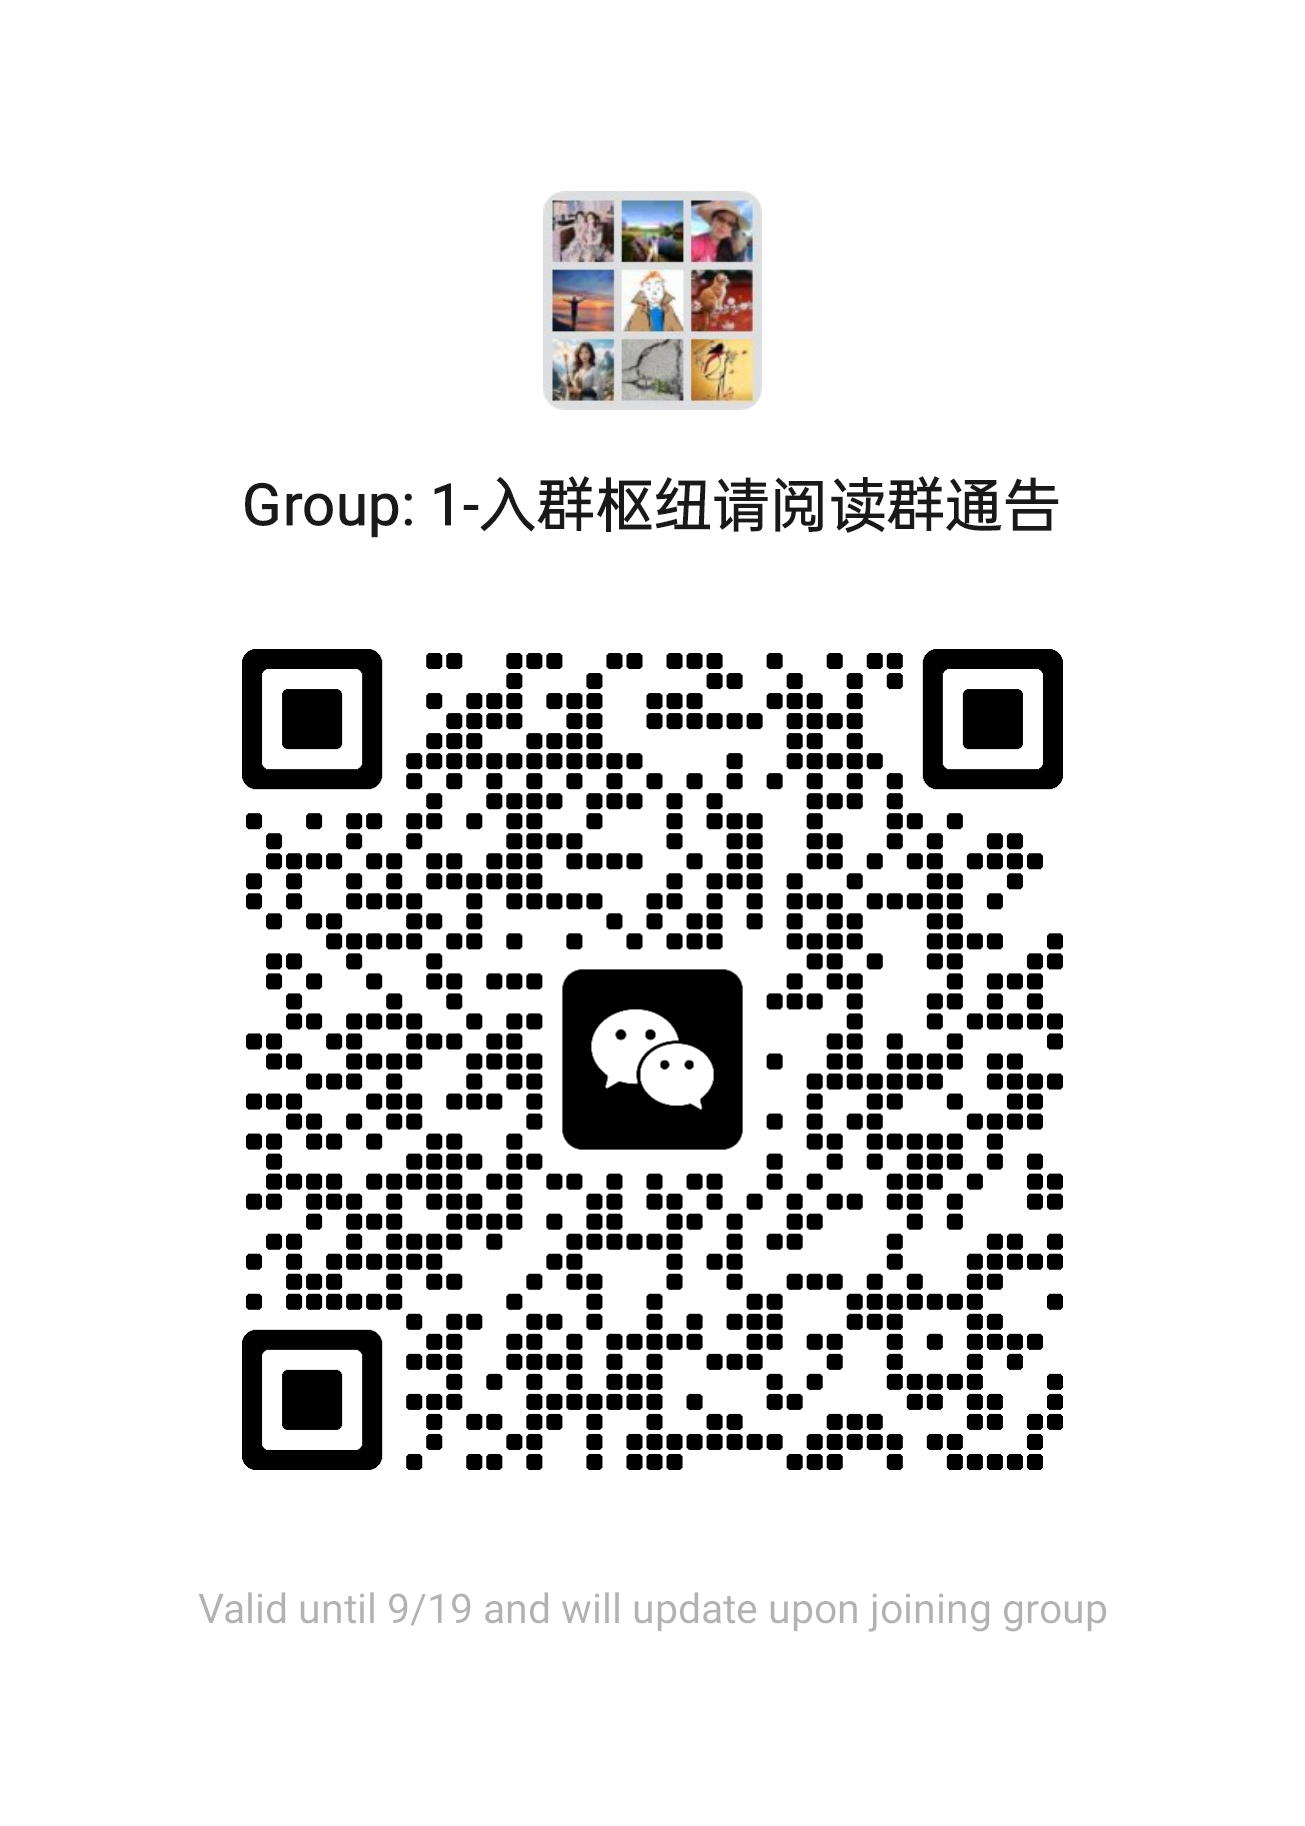 Group: 1-入群枢纽请阅读群通告
Valid until 9/19 and will update upon joining group